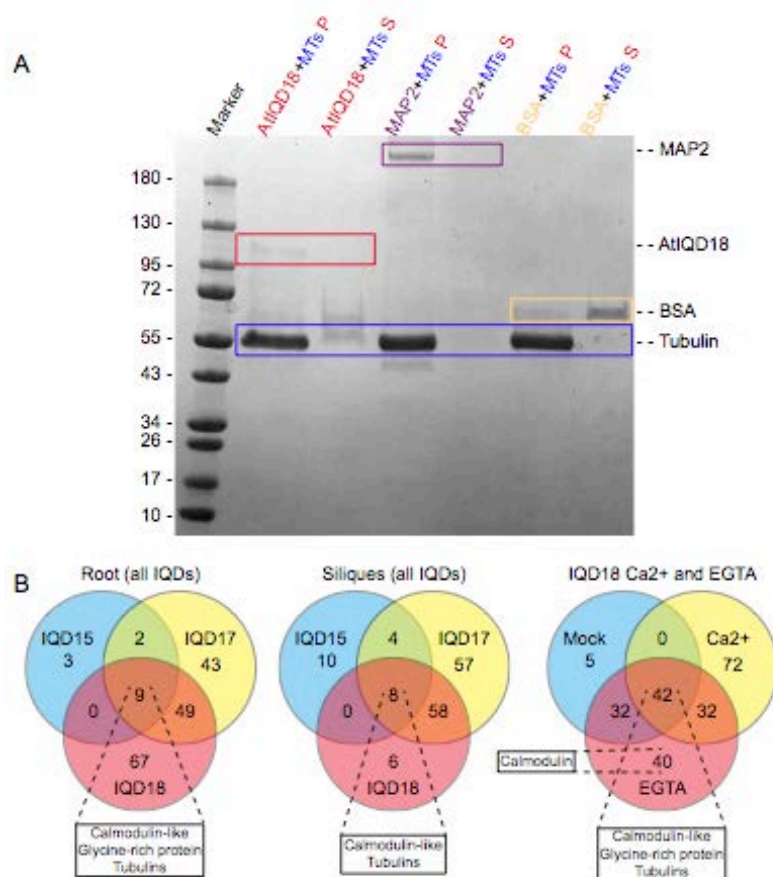 A
Marker
AtIQD18+MTs P
AtIQD18+MTs S
MAP2+MTs P
MAP2+MTs S
BSA+MTs P
BSA+MTs S
-- MAP2
180 -
130 -
-- AtIQD18
95 -
72 -
-- BSA
55 -
-- Tubulin
43 -
34 -
26 -
17 -
10 -
B
Root (all IQDs)
IQD15
3
2
IQD17
43
9
0
49
67
IQD18
Calmodulin-like
Glycine-rich protein
Tubulins
Siliques (all IQDs)
IQD15
10
4
IQD17
57
8
0
58
6
IQD18
Calmodulin-like
Tubulins
IQD18 Ca2+ and EGTA
Mock
5
0
Ca2+
72
42
32
32
Calmodulin
40
EGTA
Calmodulin-like
Glycine-rich protein
Tubulins